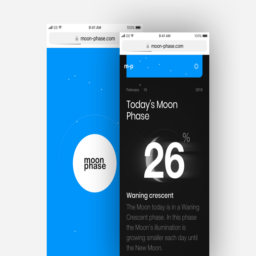 9:41 AM
moon-phase.com
moon
phase
9:41 AM
100%
moon-phase.com
m-p
February
2018
Today's Moon
Phase
26%
Waning crescent
The Moon today is in a Waning
Crescent phase. In this phase
the Moon's illumination is
growing smaller each day until
the New Moon.